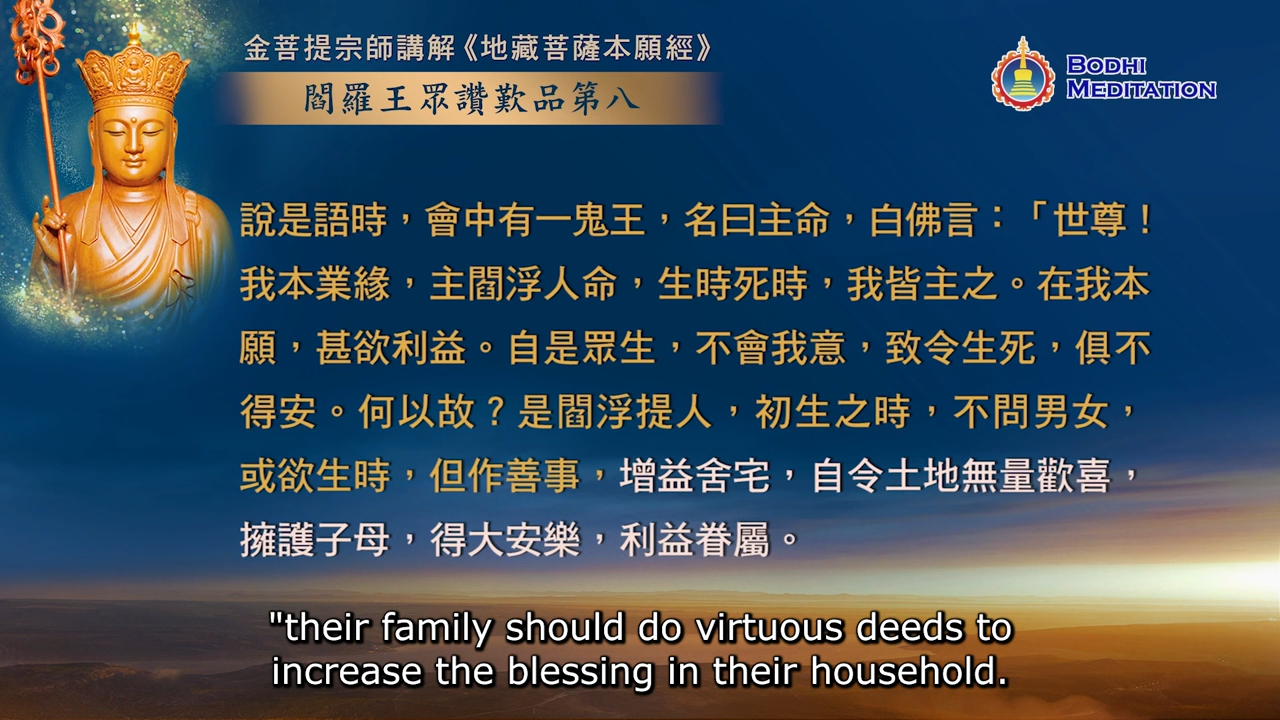 金菩提宗師講解《地藏菩薩本願經》
閻羅王眾讚歎品第八
BODHI
MEDITATION
說是語時，會中有一鬼王，名曰主命，白佛言：「世尊！
我本業緣，主閻浮人命，生時死時，我皆主之。在我本
願，甚欲利益。自是眾生，不會我意，致令生死，俱不
得安。何以故？是閻浮提人，初生之時，不問男女，
或欲生時，但作善事，增益舍宅，自令土地無量歡喜，
擁護子母，得大安樂，利益眷屬。
"their family should do virtuous deeds to
increase the blessing in their household.